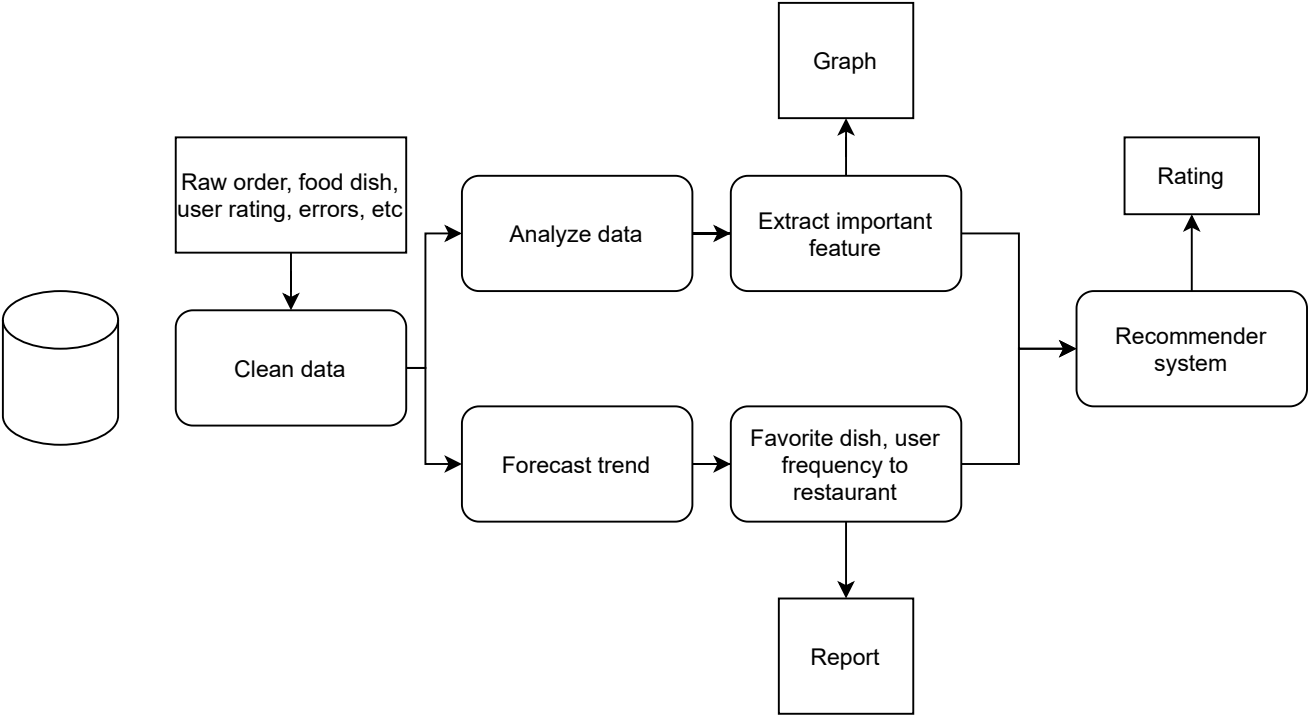 Graph
Raw order, food dish,
user rating, errors, etc
Rating
Analyze data
Extract important
feature
Clean data
Recommender
system
Forecast trend
Favorite dish, user
frequency to
restaurant
Report